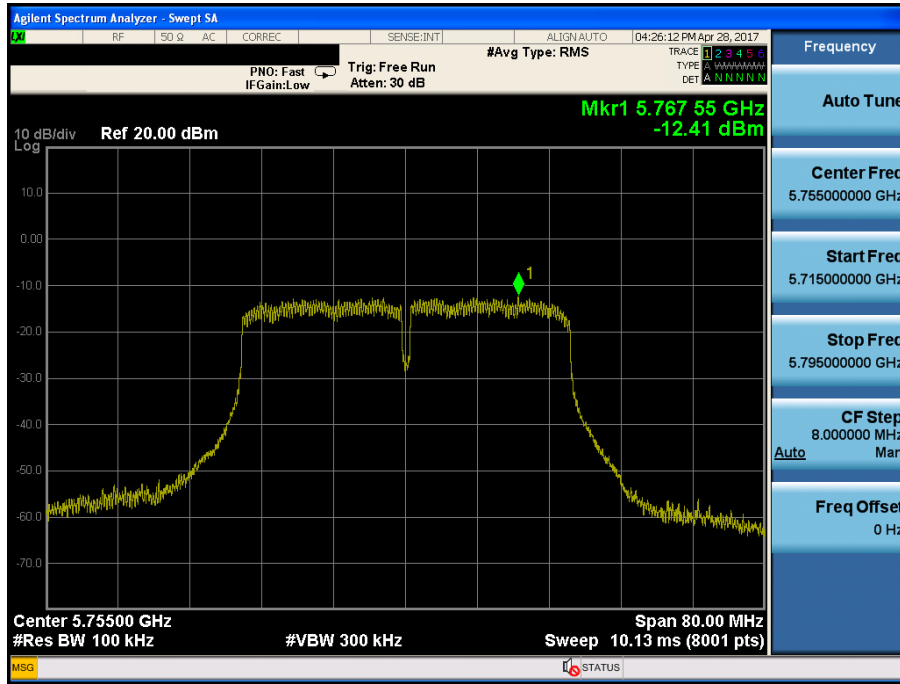 Agilent Spectrum Analyzer - Swept SA
LXI RF 50 Ω AC CORREC SENSE:INT ALIGN AUTO 04:26:12 PM Apr 28, 2017
Frequency
#Avg Type: RMS
TRACE 1 2 3 4 5 6
TYPE A WWWWW
DET A N N N N N
PNO: Fast
IFGain:Low
Trig: Free Run
Atten: 30 dB
Auto Tune
Mkr1 5.767 55 GHz
-12.41 dBm
10 dB/div Ref 20.00 dBm
Log
10.0
0.00
-10.0
-20.0
-30.0
-40.0
-50.0
-60.0
-70.0
1
Center Freq
5.755000000 GHz
Start Freq
5.715000000 GHz
Stop Freq
5.795000000 GHz
CF Step
8.000000 MHz
Auto Man
Freq Offset
0 Hz
Center 5.75500 GHz Span 80.00 MHz
#Res BW 100 kHz #VBW 300 kHz Sweep 10.13 ms (8001 pts)
MSG STATUS